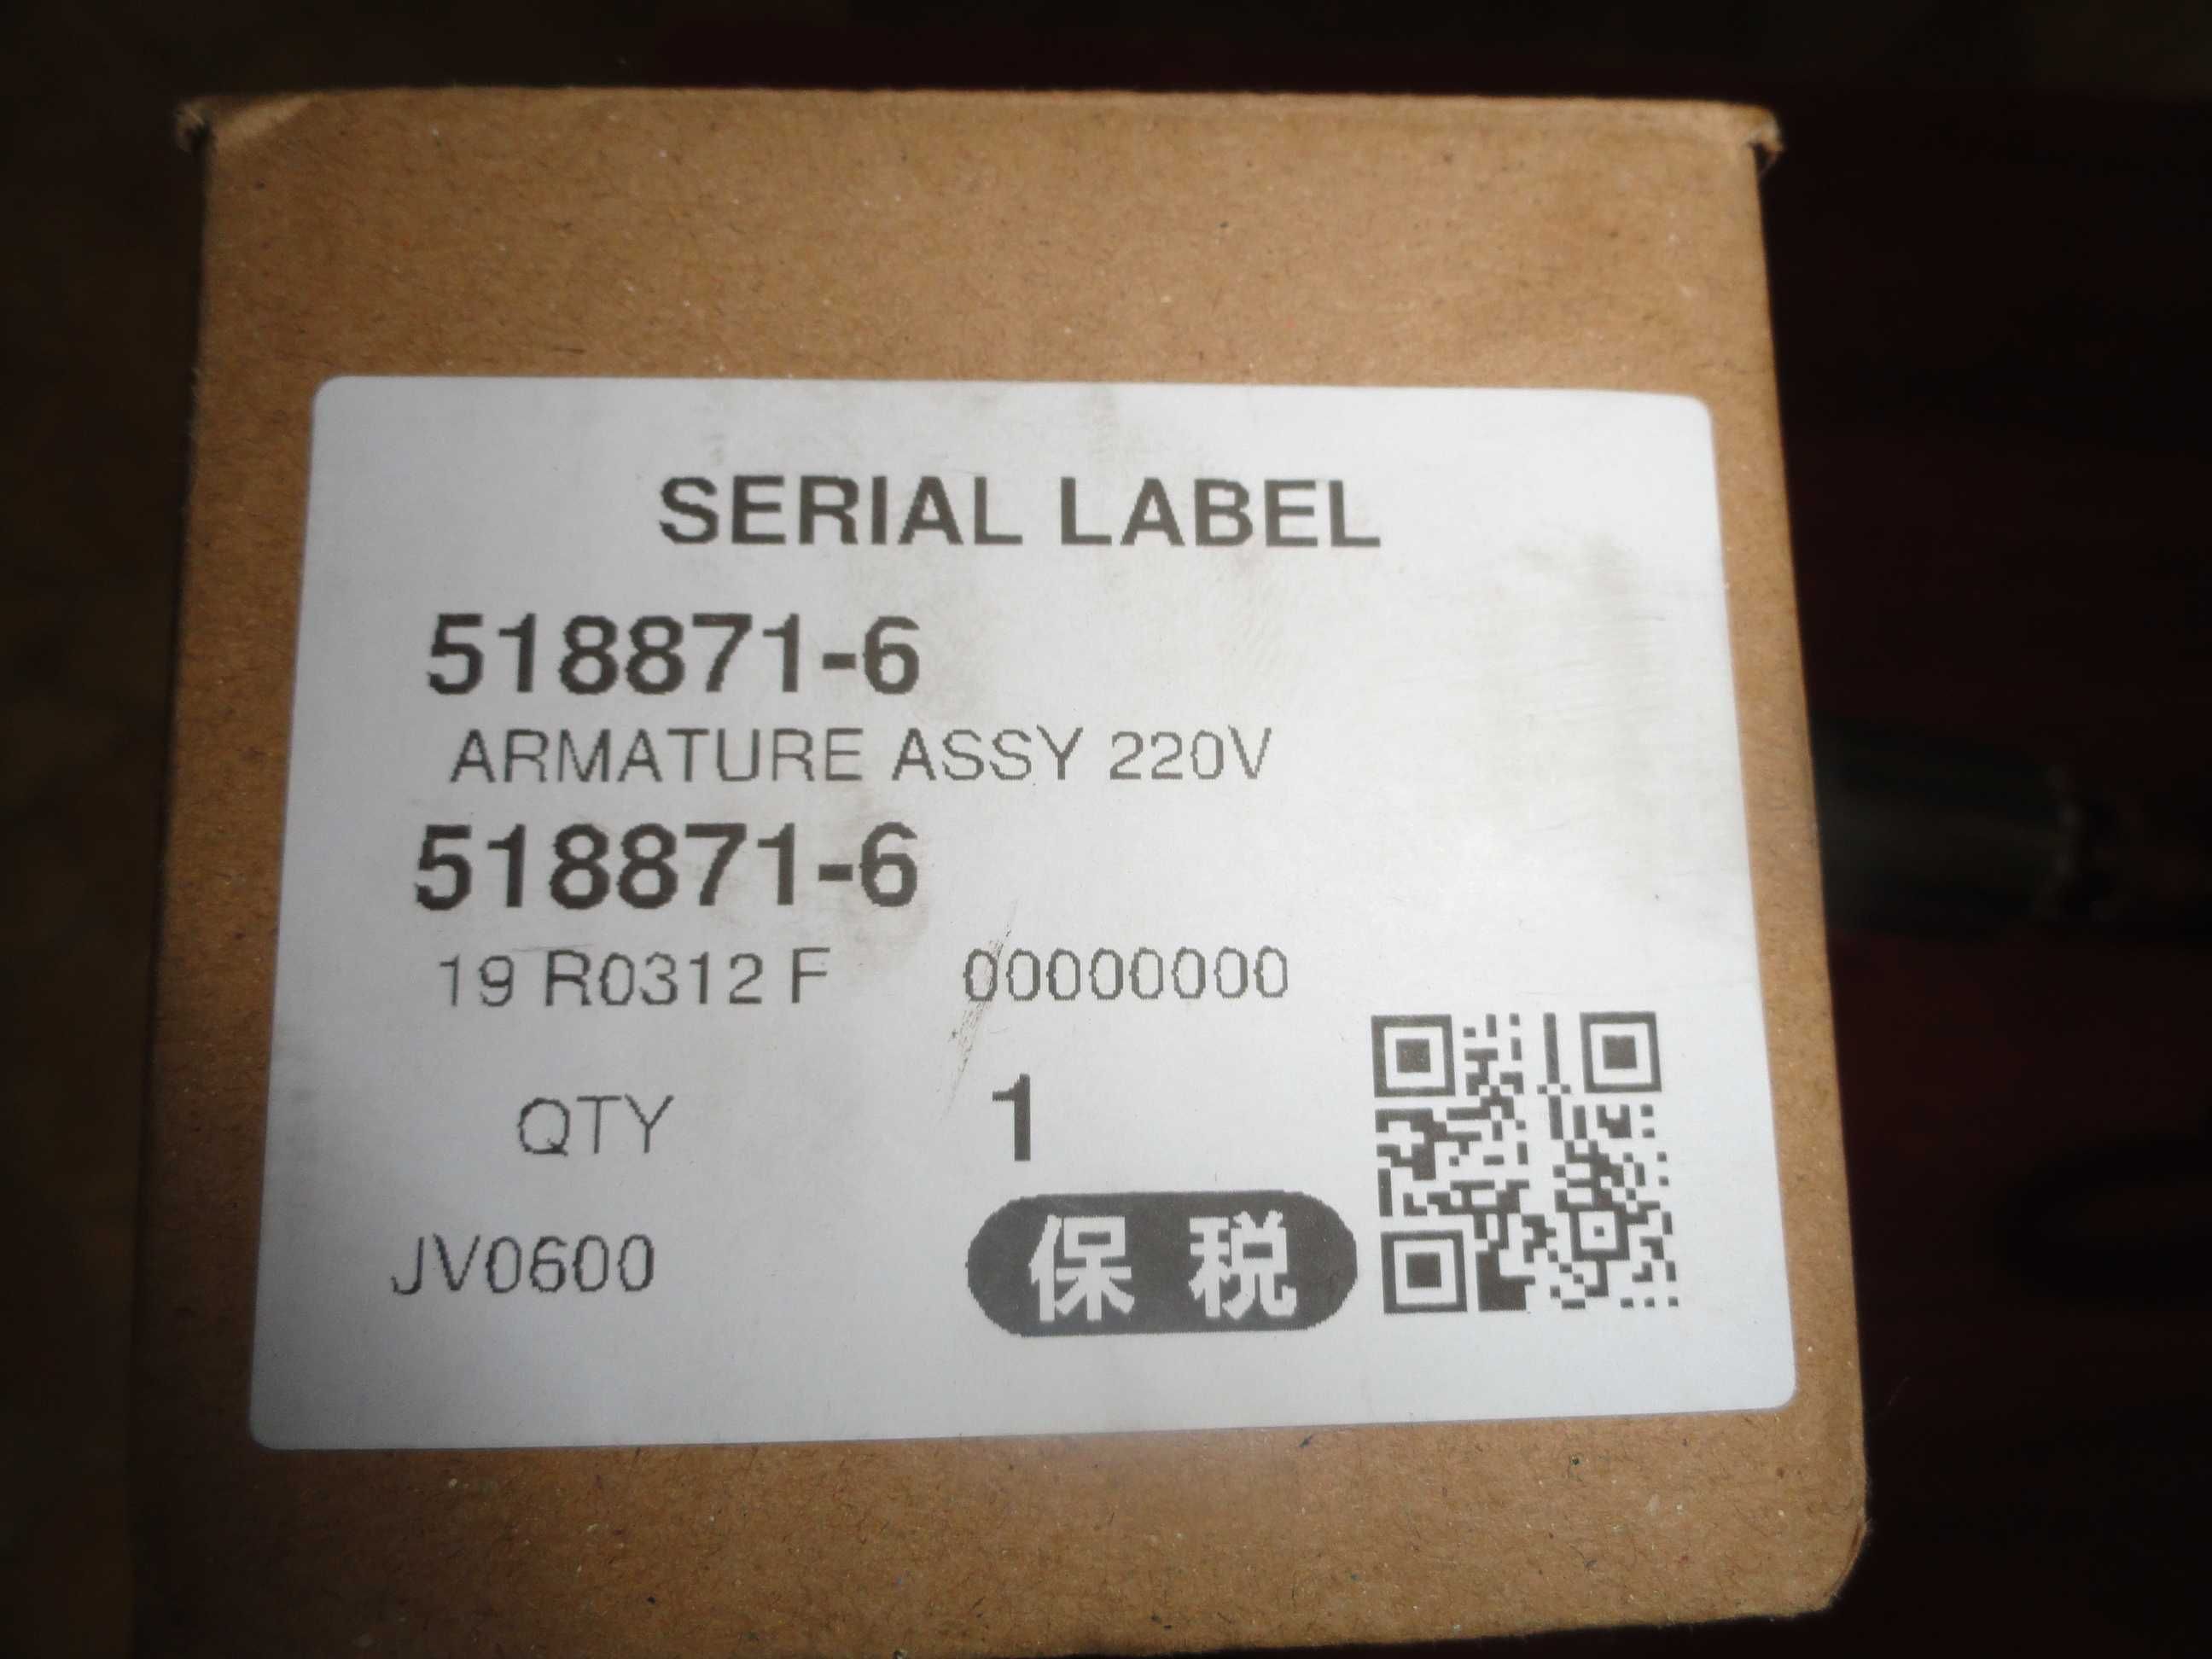 SERIAL LABEL
518871-6
ARMATURE ASSY 220V
518871-6
19 R0312 F 00000000
QTY 1
JV0600 保 税